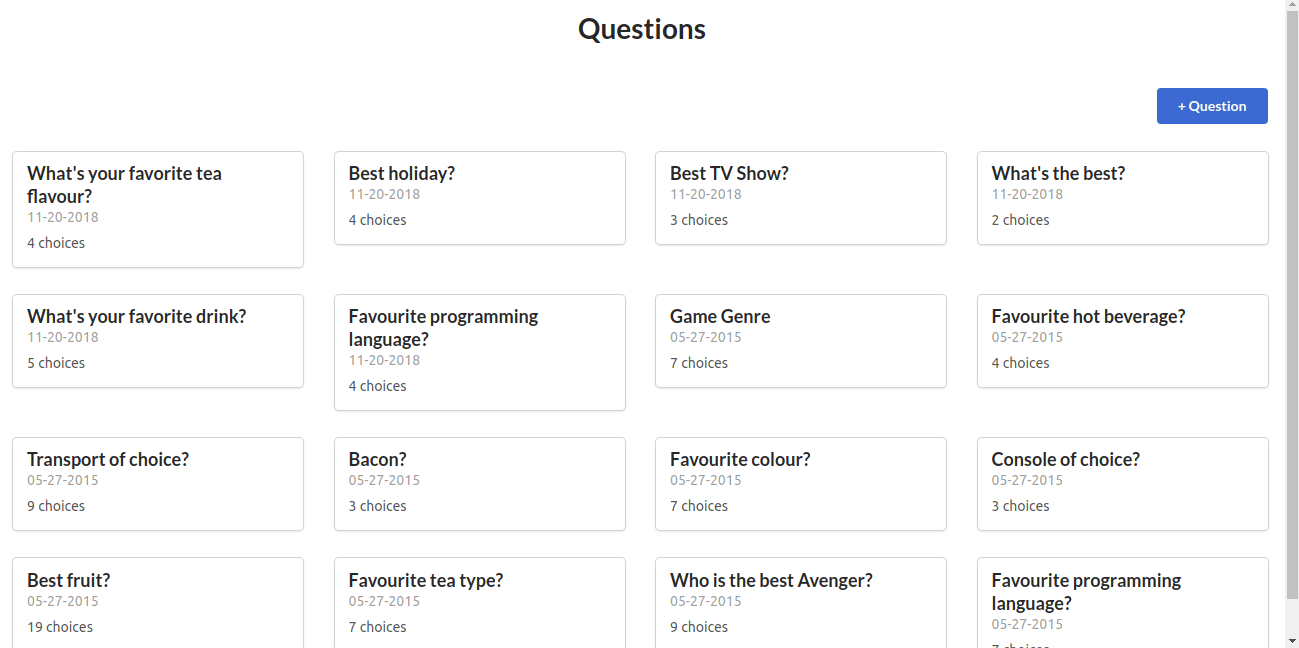 Questions
+ Question
What's your favorite tea
flavour?
11-20-2018
4 choices
Best holiday?
11-20-2018
4 choices
Best TV Show?
11-20-2018
3 choices
What's the best?
11-20-2018
2 choices
What's your favorite drink?
11-20-2018
5 choices
Favourite programming
language?
11-20-2018
4 choices
Game Genre
05-27-2015
7 choices
Favourite hot beverage?
05-27-2015
4 choices
Transport of choice?
05-27-2015
9 choices
Bacon?
05-27-2015
3 choices
Favourite colour?
05-27-2015
7 choices
Console of choice?
05-27-2015
3 choices
Best fruit?
05-27-2015
19 choices
Favourite tea type?
05-27-2015
7 choices
Who is the best Avenger?
05-27-2015
9 choices
Favourite programming
language?
05-27-2015
choices